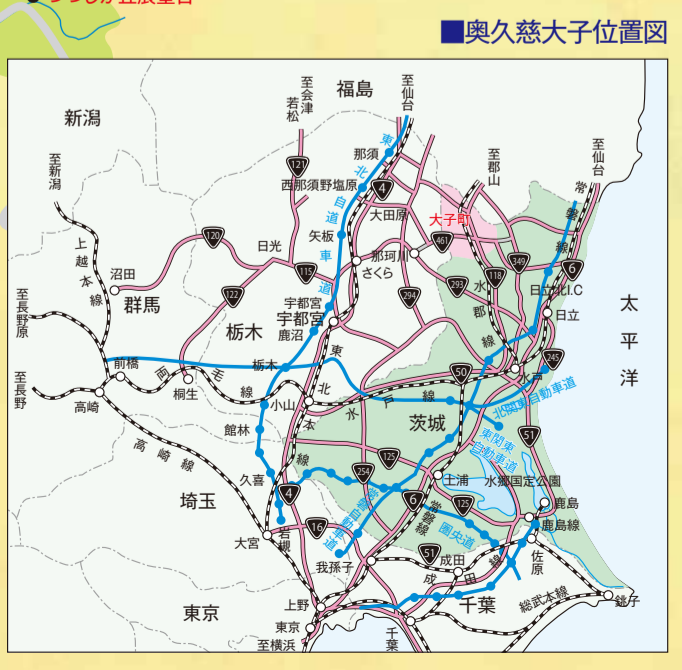 つつじが丘展望台
■奥久慈大子位置図
新潟
福島
至会津
若松
至仙台
至新潟
那須
東北自動車道
至郡山
至仙台
121
西那須野塩原
4
大田原
大子町
常磐線
上越本線
120
日光
矢板
那珂川
461
349
さくら
6
沼田
群馬
122
115
294
293
118
日立北I.C
太平洋
至長野原
宇都宮
宇都宮
水郡線
日立
栃木
鹿沼
前橋
両毛線
栃木
東北本線
50
245
水戸
至長野
高崎
桐生
小山
水戸線
北関東自動車道
館林
茨城
高崎線
東関東
自動車道
51
125
久喜
254
土浦
水郷国定公園
埼玉
4
常磐自動車道
6
125
鹿島
16
常磐線
圏央道
鹿島線
大宮
岩槻
51
佐原
我孫子
成田
成田線
上野
千葉
総武本線
銚子
東京
東京
至横浜
千葉